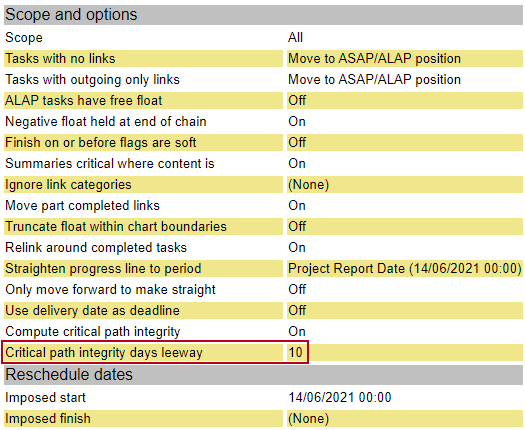 Scope and options
Scope All
Tasks with no links Move to ASAP/ALAP position
Tasks with outgoing only links Move to ASAP/ALAP position
ALAP tasks have free float Off
Negative float held at end of chain On
Finish on or before flags are soft Off
Summaries critical where content is On
Ignore link categories (None)
Move part completed links On
Truncate float within chart boundaries Off
Relink around completed tasks On
Straighten progress line to period Project Report Date (14/06/2021 00:00)
Only move forward to make straight Off
Use delivery date as deadline Off
Compute critical path integrity On
Critical path integrity days leeway 10
Reschedule dates
Imposed start 14/06/2021 00:00
Imposed finish (None)